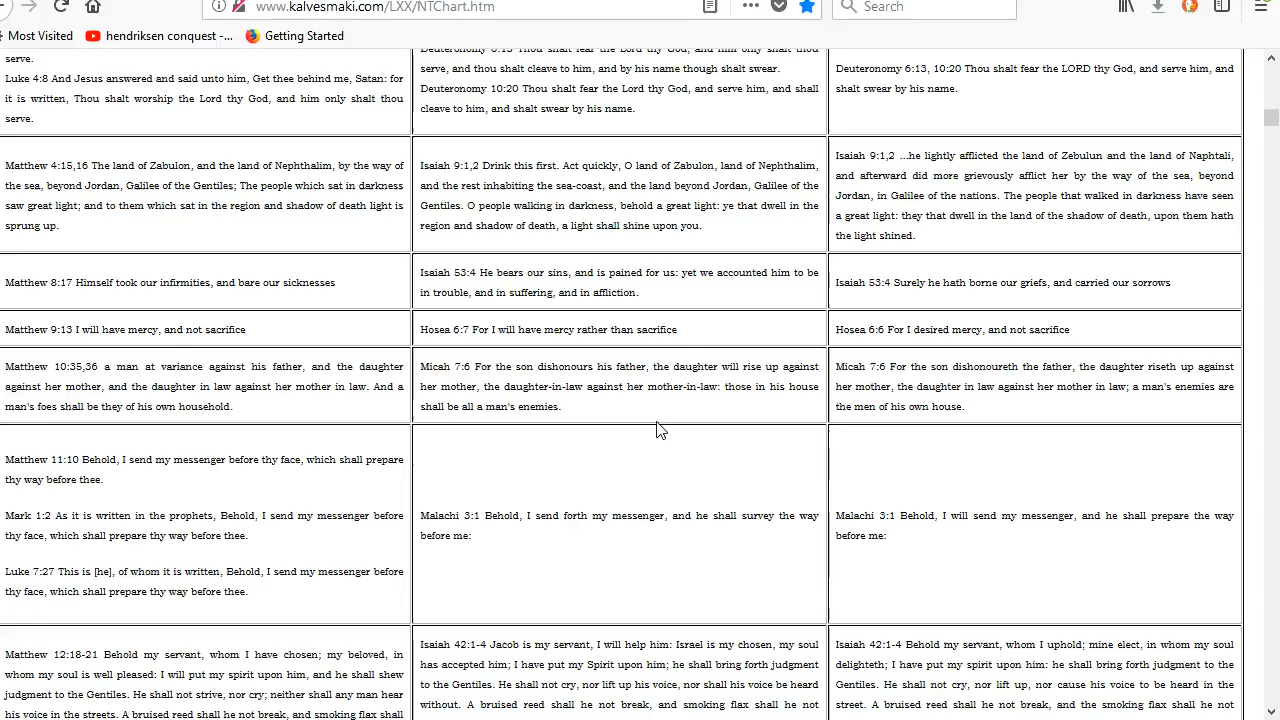 www.kalvesmaki.com/LXX/NTChart.htm
Search
Most Visited
hendriksen conquest -...
Getting Started
serve.
Luke 4:8 And Jesus answered and said unto him, Get thee behind me, Satan: for
it is written, Thou shalt worship the Lord thy God, and him only shalt thou
serve.
Deuteronomy 6:13 Thou shalt fear the Lord thy God, and him only thou shalt
serve, and thou shalt cleave to him, and by his name though shalt swear.
Deuteronomy 10:20 Thou shalt fear the Lord thy God, and serve him, and shall
cleave to him, and shalt swear by his name.
Deuteronomy 6:13, 10:20 Thou shalt fear the LORD thy God, and serve him, and
shalt swear by his name.
Matthew 4:15,16 The land of Zabulon, and the land of Nephthalim, by the way of
the sea, beyond Jordan, Galilee of the Gentiles; The people which sat in darkness
saw great light; and to them which sat in the region and shadow of death light is
sprung up.
Isaiah 9:1,2 Drink this first. Act quickly, O land of Zabulon, land of Nephthalim,
and the rest inhabiting the sea-coast, and the land beyond Jordan, Galilee of the
Gentiles. O people walking in darkness, behold a great light: ye that dwell in the
region and shadow of death, a light shall shine upon you.
Isaiah 9:1,2 ...he lightly afflicted the land of Zebulun and the land of Naphtali,
and afterward did more grievously afflict her by the way of the sea, beyond
Jordan, in Galilee of the nations. The people that walked in darkness have seen
a great light: they that dwell in the land of the shadow of death, upon them hath
the light shined.
Matthew 8:17 Himself took our infirmities, and bare our sicknesses
Isaiah 53:4 He bears our sins, and is pained for us: yet we accounted him to be
in trouble, and in suffering, and in affliction.
Isaiah 53:4 Surely he hath borne our griefs, and carried our sorrows
Matthew 9:13 I will have mercy, and not sacrifice
Hosea 6:7 For I will have mercy rather than sacrifice
Hosea 6:6 For I desired mercy, and not sacrifice
Matthew 10:35,36 a man at variance against his father, and the daughter
against her mother, and the daughter in law against her mother in law. And a
man's foes shall be they of his own household.
Micah 7:6 For the son dishonours his father, the daughter will rise up against
her mother, the daughter-in-law against her mother-in-law: those in his house
shall be all a man's enemies.
Micah 7:6 For the son dishonoureth the father, the daughter riseth up against
her mother, the daughter in law against her mother in law; a man's enemies are
the men of his own house.
Matthew 11:10 Behold, I send my messenger before thy face, which shall prepare
thy way before thee.
Mark 1:2 As it is written in the prophets, Behold, I send my messenger before
thy face, which shall prepare thy way before thee.
Luke 7:27 This is [he], of whom it is written, Behold, I send my messenger before
thy face, which shall prepare thy way before thee.
Malachi 3:1 Behold, I send forth my messenger, and he shall survey the way
before me:
Malachi 3:1 Behold, I will send my messenger, and he shall prepare the way
before me:
Matthew 12:18-21 Behold my servant, whom I have chosen; my beloved, in
whom my soul is well pleased: I will put my spirit upon him, and he shall shew
judgment to the Gentiles. He shall not strive, nor cry; neither shall any man hear
his voice in the streets. A bruised reed shall he not break, and smoking flax shall
Isaiah 42:1-4 Jacob is my servant, I will help him: Israel is my chosen, my soul
has accepted him; I have put my Spirit upon him; he shall bring forth judgment
to the Gentiles. He shall not cry, nor lift up his voice, nor shall his voice be heard
without. A bruised reed shall he not break, and smoking flax shall he not
Isaiah 42:1-4 Behold my servant, whom I uphold; mine elect, in whom my soul
delighteth; I have put my spirit upon him: he shall bring forth judgment to the
Gentiles. He shall not cry, nor lift up, nor cause his voice to be heard in the
street. A bruised reed shall he not break, and the smoking flax shall he not